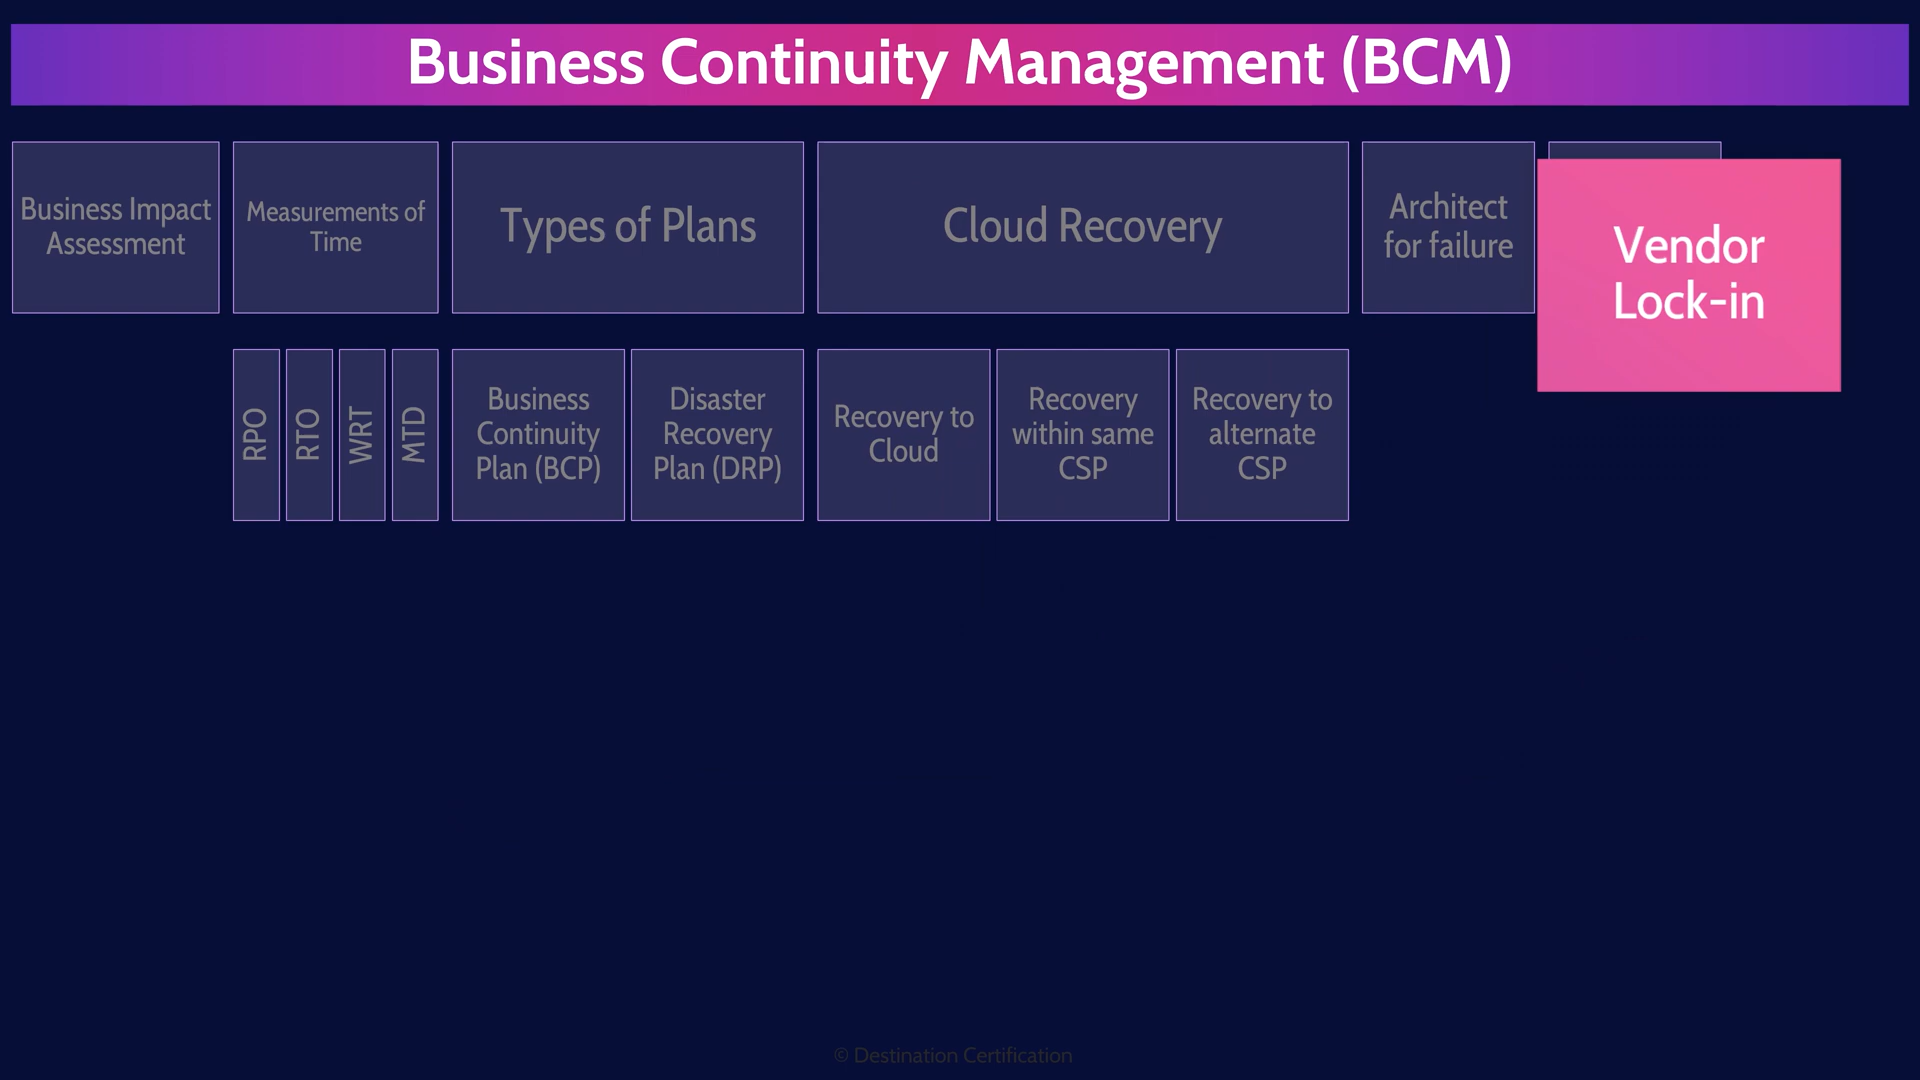 Business Continuity Management (BCM)
Business Impact
Assessment
Measurements of
Time
Types of Plans
Cloud Recovery
Architect
for failure
Vendor
Lock-in
RPO
RTO
WRT
MTD
Business
Continuity
Plan (BCP)
Disaster
Recovery
Plan (DRP)
Recovery to
Cloud
Recovery
within same
CSP
Recovery to
alternate
CSP
© Destination Certification